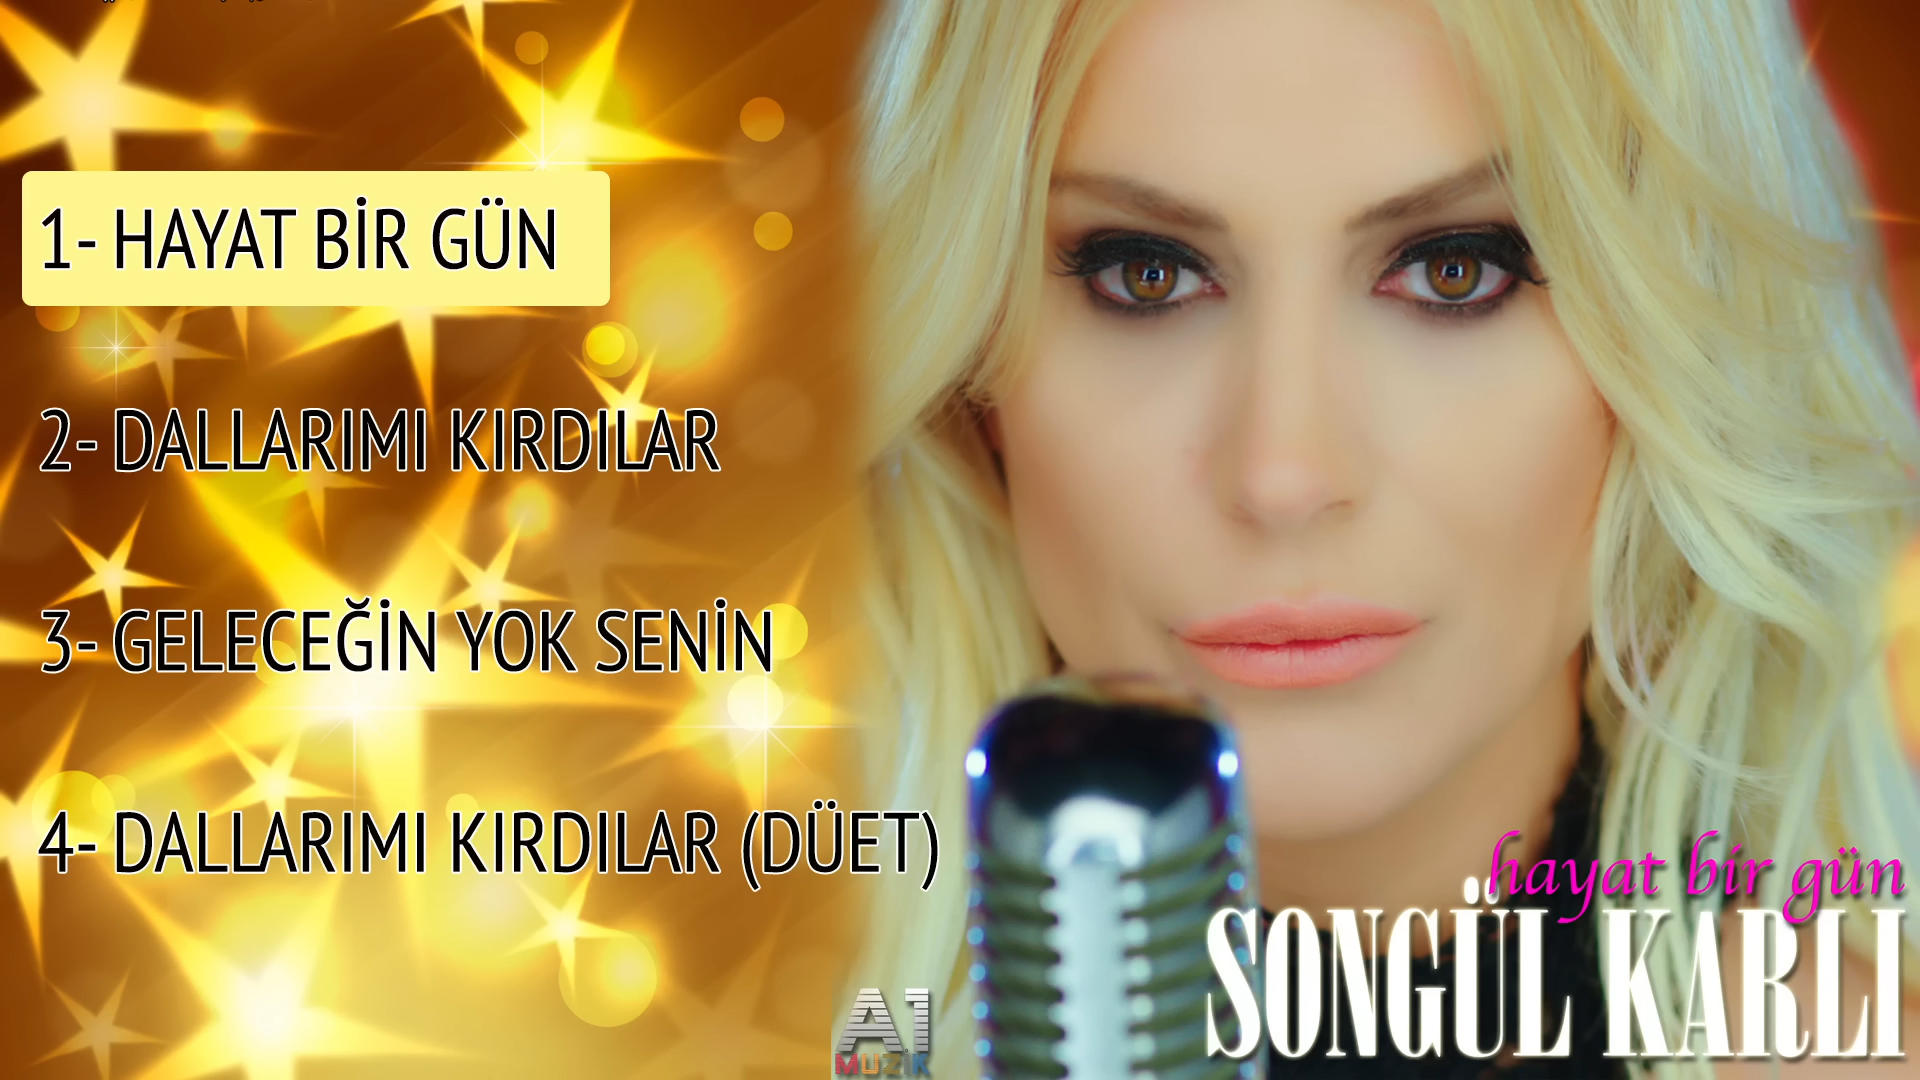 1- HAYAT BİR GÜN
2- DALLARIMI KIRDILAR
3- GELECEĞİN YOK SENİN
4- DALLARIMI KIRDILAR (DÜET)
hayat bir gün
SONGÜL KARLI
A1
MUZİK